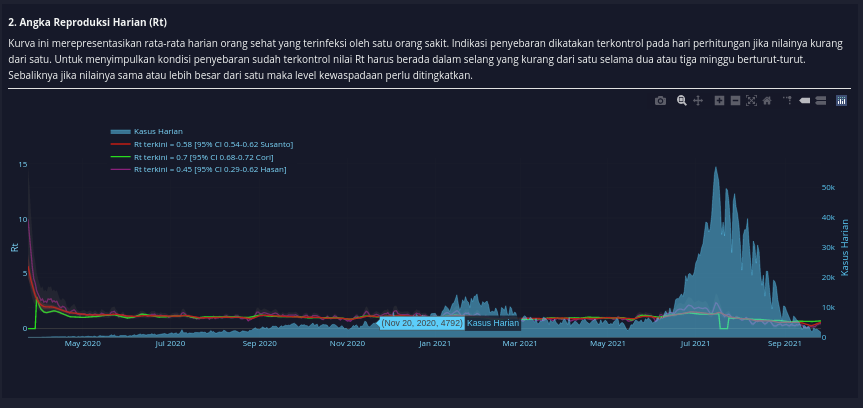 2. Angka Reproduksi Harian (Rt)
Kurva ini merepresentasikan rata-rata harian orang sehat yang terinfeksi oleh satu orang sakit. Indikasi penyebaran dikatakan terkontrol pada hari perhitungan jika nilainya kurang
dari satu. Untuk menyimpulkan kondisi penyebaran sudah terkontrol nilai Rt harus berada dalam selang yang kurang dari satu selama dua atau tiga minggu berturut-turut.
Sebaliknya jika nilainya sama atau lebih besar dari satu maka level kewaspadaan perlu ditingkatkan.
Kasus Harian
Rt terkini = 0.58 [95% CI 0.54-0.62 Susanto]
Rt terkini = 0.7 [95% CI 0.68-0.72 Cori]
Rt terkini = 0.45 [95% CI 0.29-0.62 Hasan]
15
10
5
0
Rt
50k
40k
30k
20k
10k
0
Kasus Harian
(Nov 20, 2020, 4792) Kasus Harian
May 2020 Jul 2020 Sep 2020 Nov 2020 Jan 2021 Mar 2021 May 2021 Jul 2021 Sep 2021